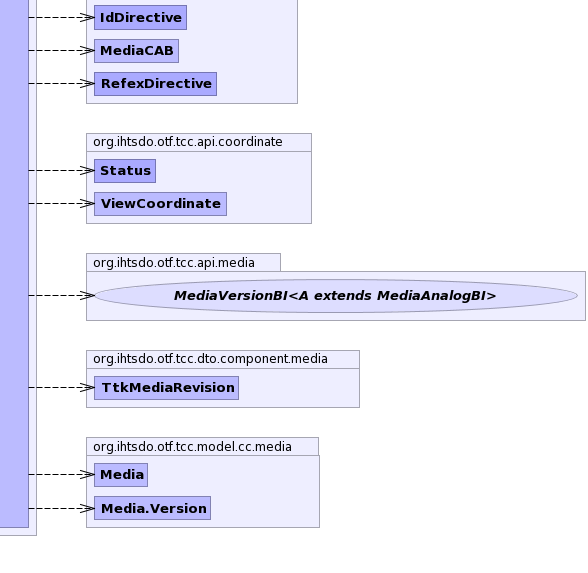 IdDirective
MediaCAB
RefexDirective
org.ihtsdo.otf.tcc.api.coordinate
Status
ViewCoordinate
org.ihtsdo.otf.tcc.api.media
MediaVersionBI<A extends MediaAnalogBI>
org.ihtsdo.otf.tcc.dto.component.media
TtkMediaRevision
org.ihtsdo.otf.tcc.model.cc.media
Media
Media.Version